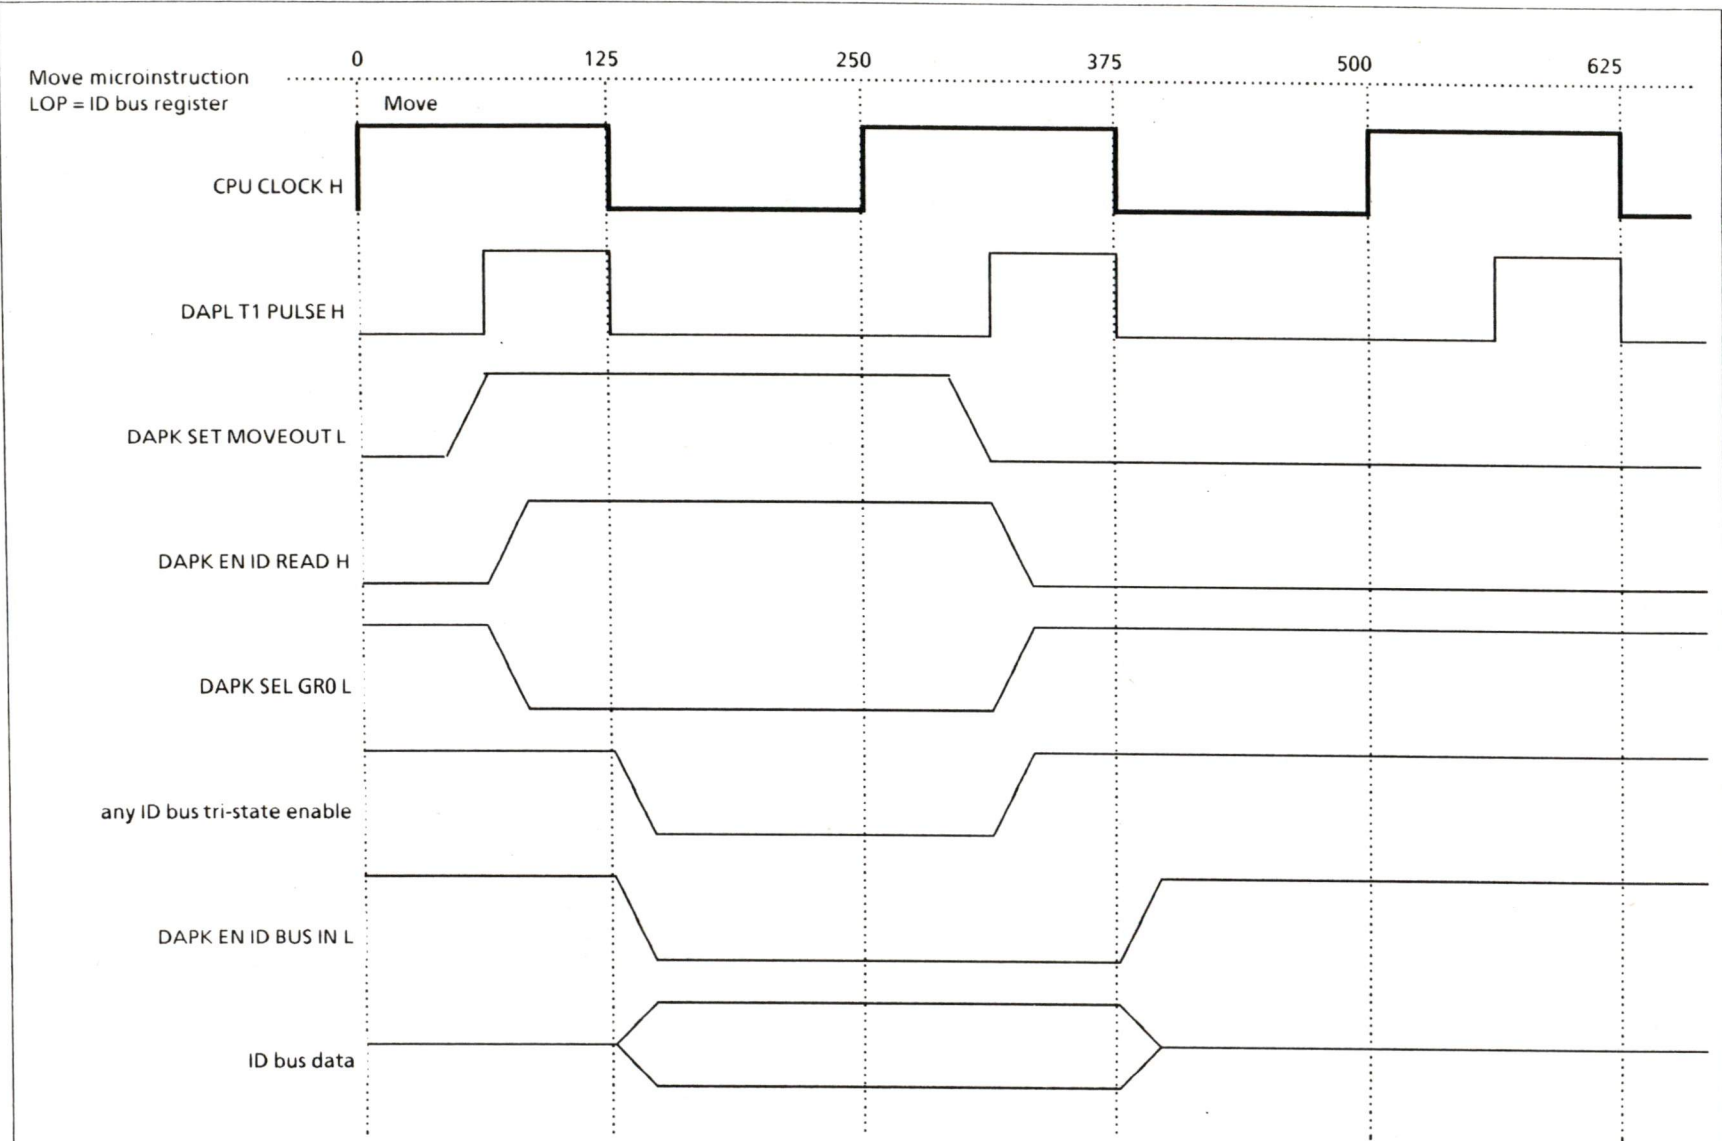 0 125 250 375 500 625
Move microinstruction
LOP = ID bus register
Move
CPU CLOCK H
DAPL T1 PULSE H
DAPK SET MOVEOUT L
DAPK EN ID READ H
DAPK SEL GR0 L
any ID bus tri-state enable
DAPK EN ID BUS IN L
ID bus data